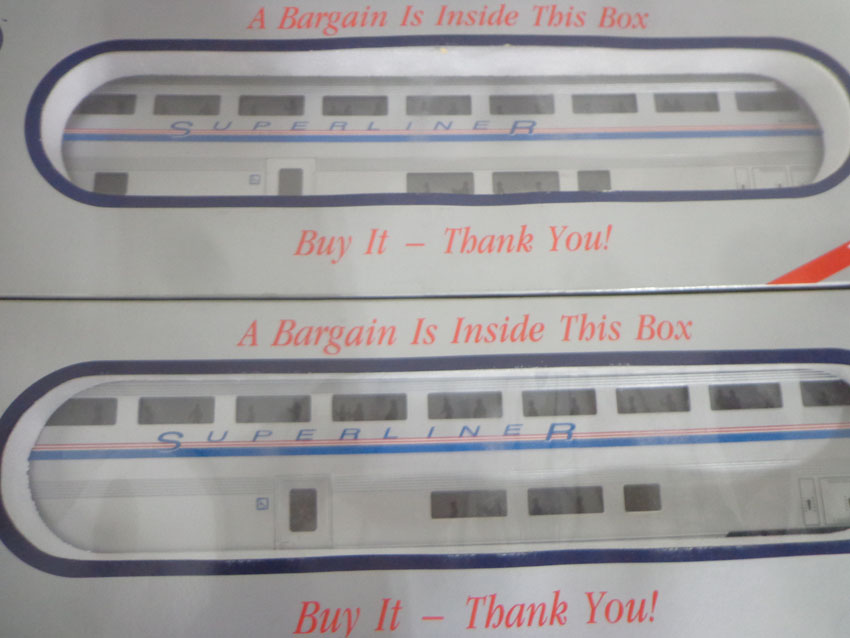 A Bargain Is Inside This Box
SUPERLINER
Buy It – Thank You!
A Bargain Is Inside This Box
SUPERLINER
Buy It – Thank You!